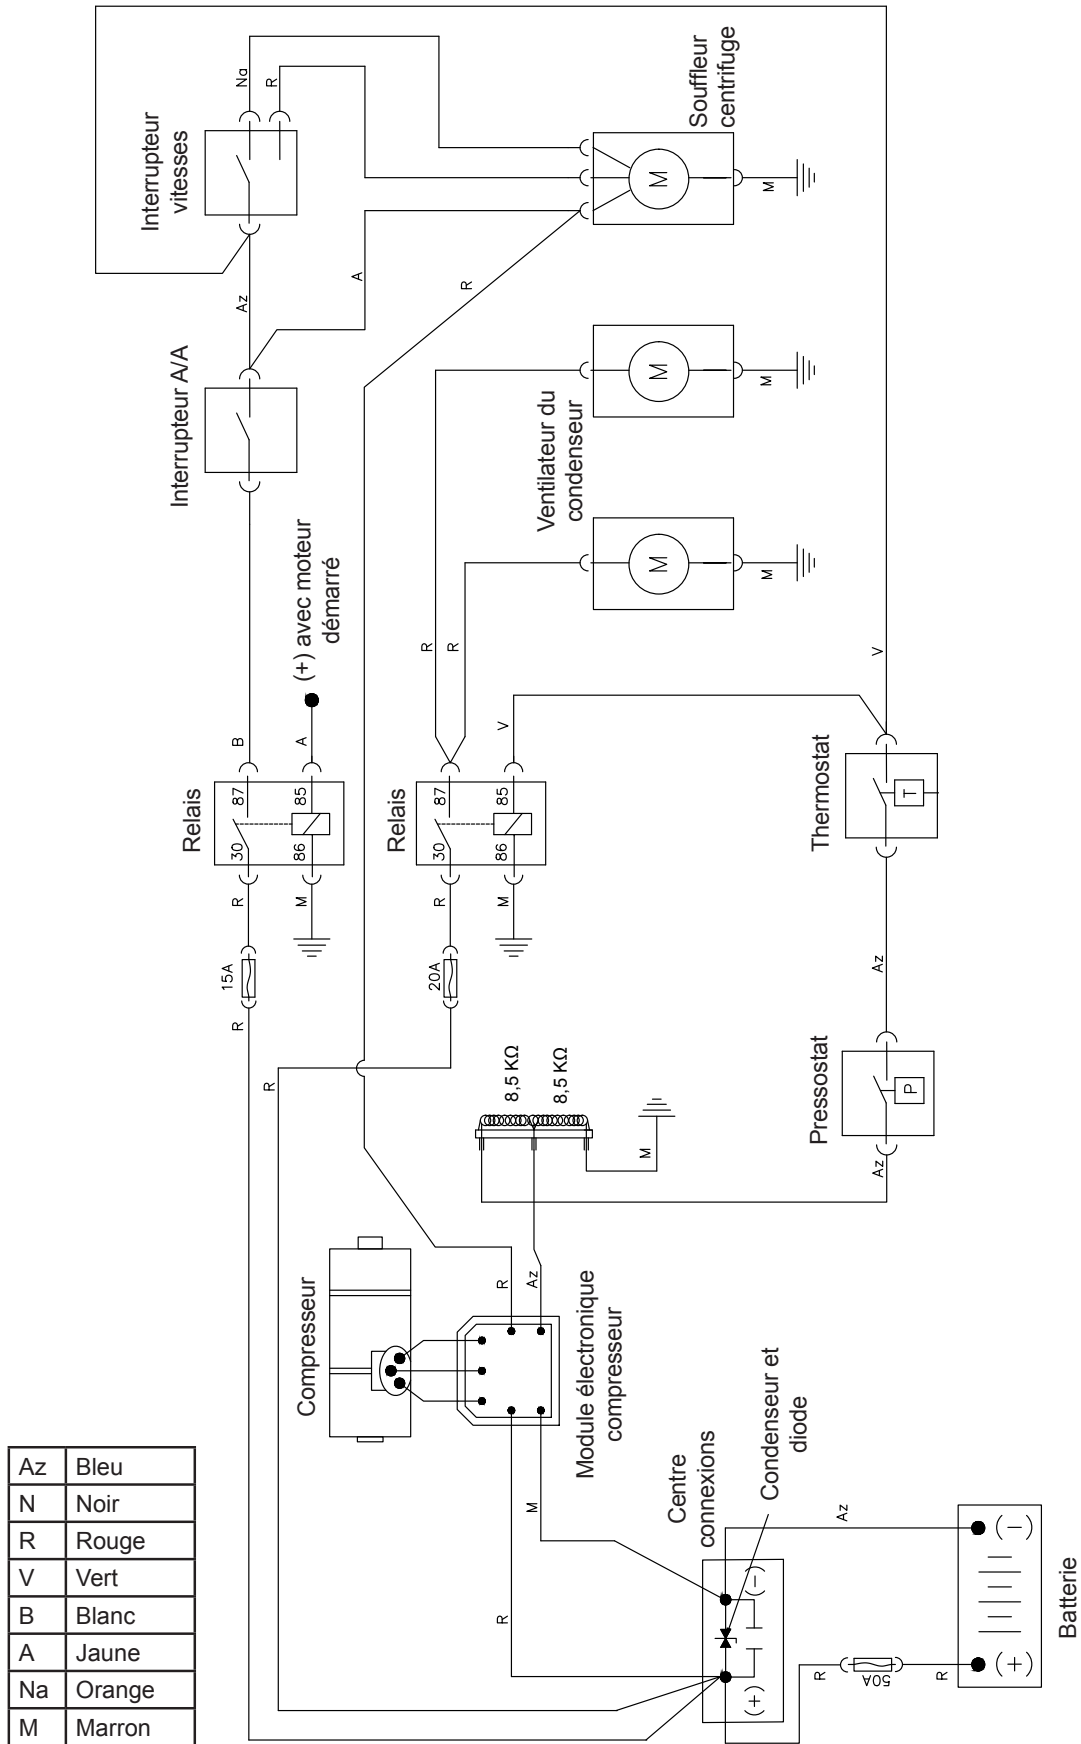 Interrupteur
vitesses
Na
R
Az
Interrupteur A/A
A
R
Souffleur
centrifuge
M
M
B
(+) avec moteur
démarré
A
Relais
87
85
30
86
R
M
15A
R
R
R
V
Relais
87
85
30
86
R
M
20A
R
Ventilateur du
condenseur
M
M
M
M
V
Thermostat
T
Az
Pressostat
P
Az
8,5 KΩ
8,5 KΩ
M
Compresseur
R
Az
Module électronique
compresseur
R
M
Centre
connexions
Condenseur et
diode
(-)
(+)
Az
R
50A
R
(-)
(+)
Batterie
Az Bleu
N Noir
R Rouge
V Vert
B Blanc
A Jaune
Na Orange
M Marron